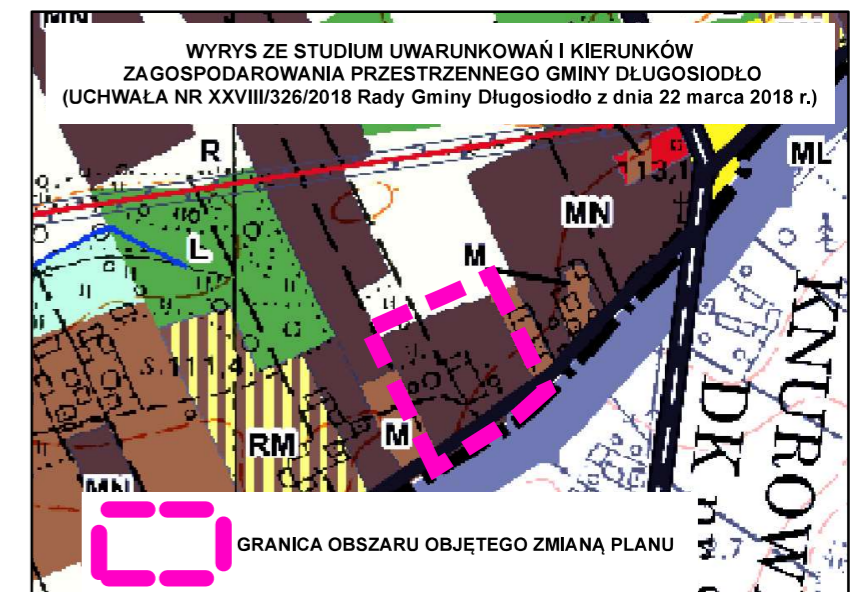 WYRYS ZE STUDIUM UWARUNKOWAŃ I KIERUNKÓW
ZAGOSPODAROWANIA PRZESTRZENNEGO GMINY DŁUGOSIODŁO
(UCHWAŁA NR XXVIII/326/2018 Rady Gminy Długosiodło z dnia 22 marca 2018 r.)
R
ML
MN
L
M
M
RM
MN
KNUROW
DK
GRANICA OBSZARU OBJĘTEGO ZMIANĄ PLANU